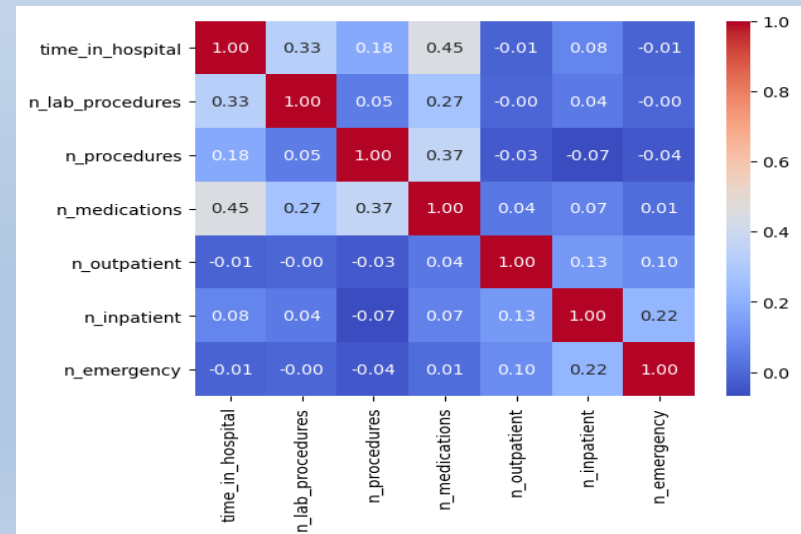 time_in_hospital 1.00 0.33 0.18 0.45 -0.01 0.08 -0.01
n_lab_procedures 0.33 1.00 0.05 0.27 -0.00 0.04 -0.00
n_procedures 0.18 0.05 1.00 0.37 -0.03 -0.07 -0.04
n_medications 0.45 0.27 0.37 1.00 0.04 0.07 0.01
n_outpatient -0.01 -0.00 -0.03 0.04 1.00 0.13 0.10
n_inpatient 0.08 0.04 -0.07 0.07 0.13 1.00 0.22
n_emergency -0.01 -0.00 -0.04 0.01 0.10 0.22 1.00
time_in_hospital
n_lab_procedures
n_procedures
n_medications
n_outpatient
n_inpatient
n_emergency
1.0
0.8
0.6
0.4
0.2
0.0